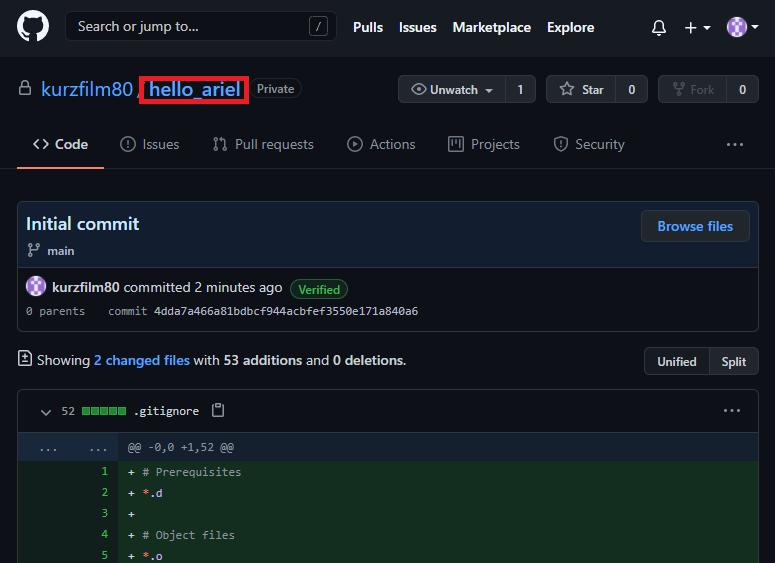 Search or jump to... /
Pulls Issues Marketplace Explore
kurzfilm80 / hello_ariel Private
Unwatch 1 Star 0 Fork 0
Code Issues Pull requests Actions Projects Security ...
Initial commit
Browse files
main
kurzfilm80 committed 2 minutes ago Verified
0 parents commit 4dda7a466a81bdbcf944acbfef3550e171a840a6
Showing 2 changed files with 53 additions and 0 deletions.
Unified Split
52 .gitignore ...
... ... @@ -0,0 +1,52 @@
1 + # Prerequisites
2 + *.d
3 +
4 + # Object files
5 + *.o